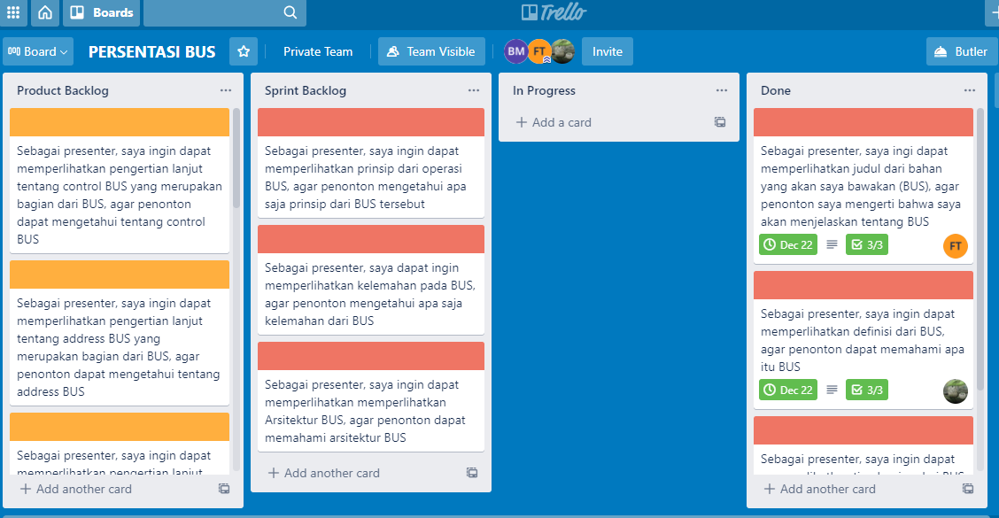 Boards
Trello
Board
PERSENTASI BUS
Private Team
Team Visible
BM
FT
Invite
Butler
Product Backlog
Sebagai presenter, saya ingin dapat
memperlihatkan pengertian lanjut
tentang control BUS yang merupakan
bagian dari BUS, agar penonton
dapat mengetahui tentang control
BUS
Sebagai presenter, saya ingin dapat
memperlihatkan pengertian lanjut
tentang address BUS yang
merupakan bagian dari BUS, agar
penonton dapat mengetahui tentang
address BUS
Sebagai presenter, saya ingin dapat
memperlihatkan pengertian lanjut
Add another card
Sprint Backlog
Sebagai presenter, saya ingin dapat
memperlihatkan prinsip dari operasi
BUS, agar penonton mengetahui apa
saja prinsip dari BUS tersebut
Sebagai presenter, saya dapat ingin
memperlihatkan kelemahan pada BUS,
agar penonton mengetahui apa saja
kelemahan dari BUS
Sebagai presenter, saya ingin dapat
memperlihatkan memperlihatkan
Arsitektur BUS, agar penonton dapat
memahami arsitektur BUS
Add another card
In Progress
Add a card
Done
Sebagai presenter, saya ingi dapat
memperlihatkan judul dari bahan
yang akan saya bawakan (BUS), agar
penonton saya mengerti bahwa saya
akan menjelaskan tentang BUS
Dec 22
3/3
FT
Sebagai presenter, saya ingi dapat
memperlihatkan definisi dari BUS,
agar penonton dapat memahami apa
itu BUS
Dec 22
3/3
Sebagai presenter, saya ingin dapat
Add another card